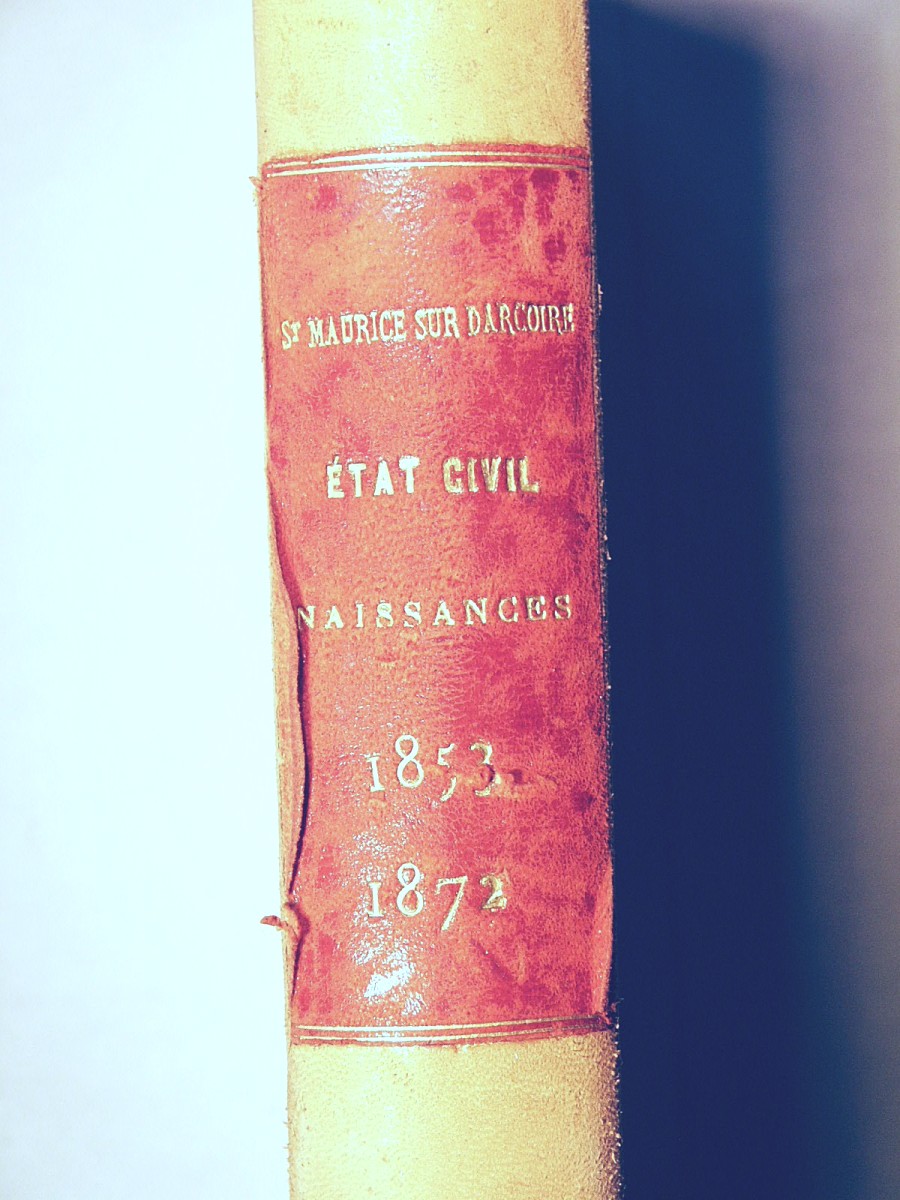 ST MAURICE SUR DARGOIRE
ÉTAT CIVIL
NAISSANCES
1853
1872